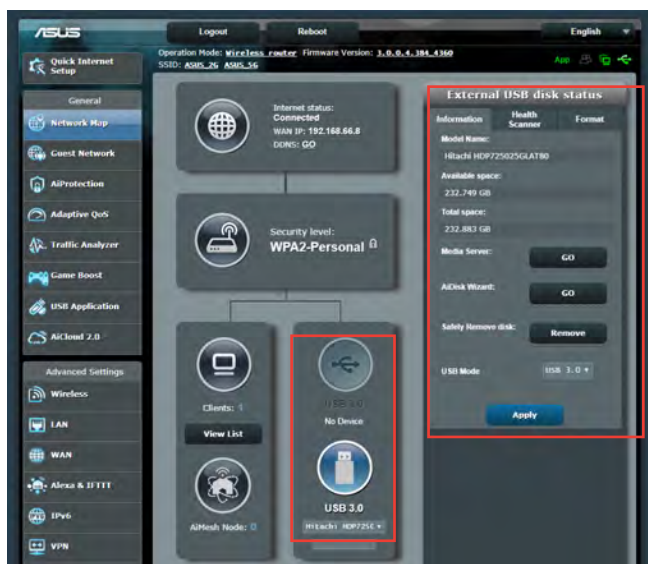 ASUS
Logout
Reboot
English
Quick Internet
Setup
Operation Mode: Wireless router Firmware Version: 3.0.0.4.384_4360
SSID: ASUS_2G ASUS_5G
App
General
Network Map
Guest Network
AiProtection
Adaptive QoS
Traffic Analyzer
Game Boost
USB Application
AiCloud 2.0
Advanced Settings
Wireless
LAN
WAN
Alexa & IFTTT
IPv6
VPN
Internet status:
Connected
WAN IP: 192.168.66.8
DDNS: GO
Security level:
WPA2-Personal
Clients: 1
View List
AiMesh Node: 0
USB 3.0
No Device
USB 3.0
Hitachi HDP725C
External USB disk status
Information
Health
Scanner
Format
Model Name:
Hitachi HDP725025GLAT80
Available space:
232.749 GB
Total space:
232.883 GB
Media Server:
GO
AiDisk Wizard:
GO
Safely Remove disk:
Remove
USB Mode
USB 3.0
Apply